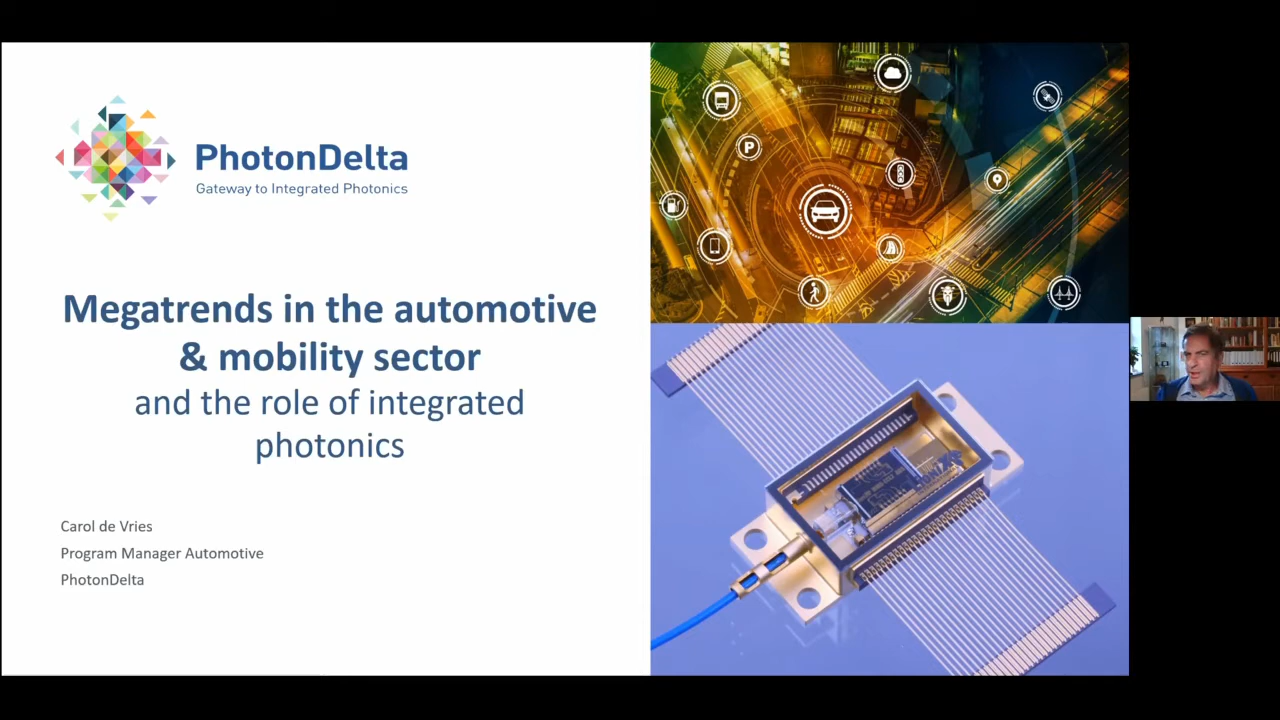 PhotonDelta
Gateway to Integrated Photonics
Megatrends in the automotive
& mobility sector
and the role of integrated
photonics
Carol de Vries
Program Manager Automotive
PhotonDelta
P